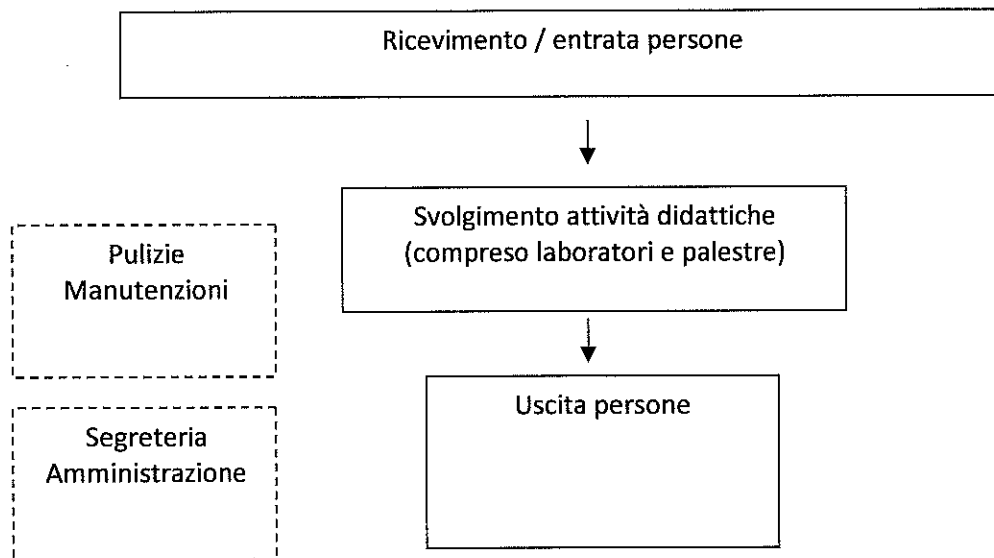 Ricevimento / entrata persone
Svolgimento attività didattiche
(compreso laboratori e palestre)
Pulizie
Manutenzioni
Uscita persone
Segreteria
Amministrazione